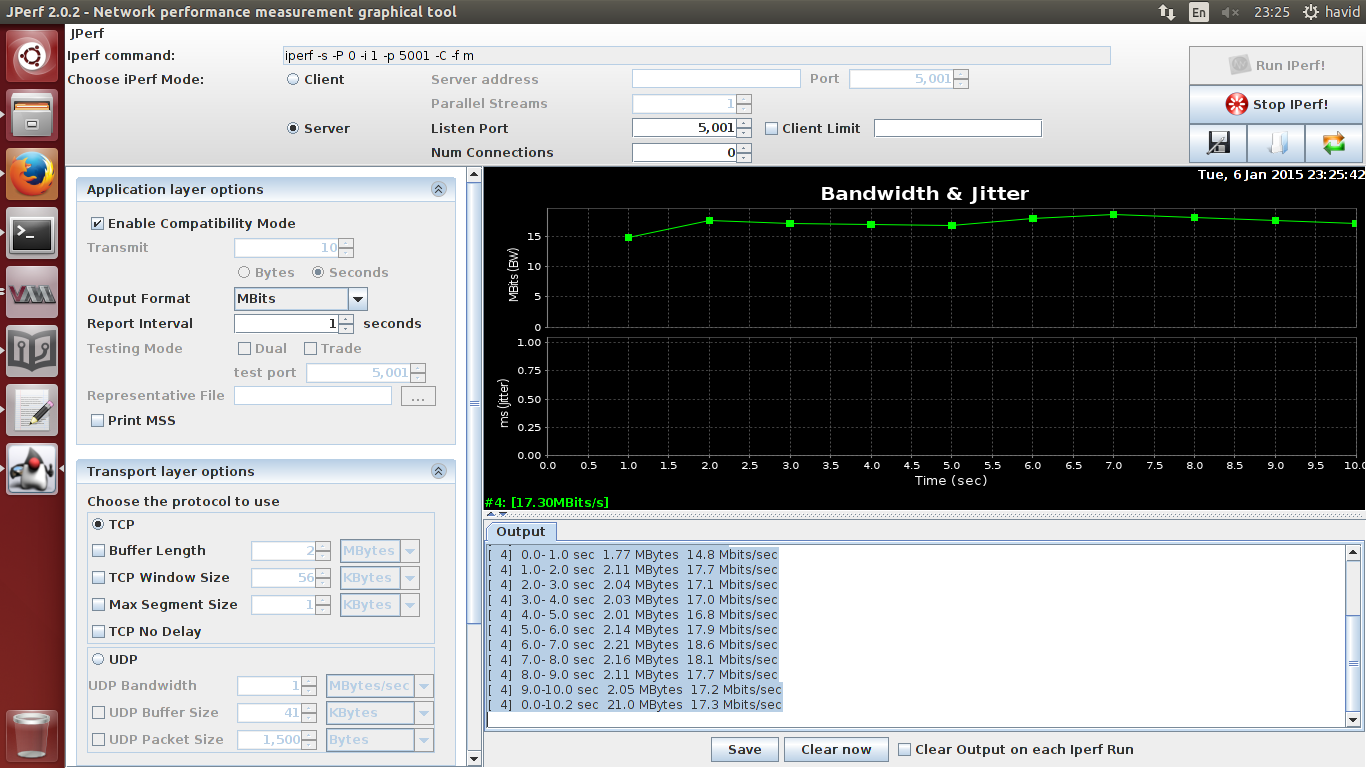 JPerf 2.0.2 - Network performance measurement graphical tool
En
23:25
havid
JPerf
Iperf command:
iperf -s -P 0 -i 1 -p 5001 -C -f m
Choose iPerf Mode:
Client
Server address
Port
5,001
Parallel Streams
1
Server
Listen Port
5,001
Client Limit
Num Connections
0
Run IPerf!
Stop IPerf!
Application layer options
Enable Compatibility Mode
Transmit
10
Bytes
Seconds
Output Format
MBits
Report Interval
1
seconds
Testing Mode
Dual
Trade
test port
5,001
Representative File
...
Print MSS
Transport layer options
Choose the protocol to use
TCP
Buffer Length
2
MBytes
TCP Window Size
56
KBytes
Max Segment Size
1
KBytes
TCP No Delay
UDP
UDP Bandwidth
1
MBytes/sec
UDP Buffer Size
41
KBytes
UDP Packet Size
1,500
Bytes
Tue, 6 Jan 2015 23:25:42
Bandwidth & Jitter
MBits (BW)
15
10
5
0
ms (jitter)
1.00
0.75
0.50
0.25
0.00
0.0 0.5 1.0 1.5 2.0 2.5 3.0 3.5 4.0 4.5 5.0 5.5 6.0 6.5 7.0 7.5 8.0 8.5 9.0 9.5 10.0
Time (sec)
#4: [17.30MBits/s]
Output
[ 4] 0.0- 1.0 sec 1.77 MBytes 14.8 Mbits/sec
[ 4] 1.0- 2.0 sec 2.11 MBytes 17.7 Mbits/sec
[ 4] 2.0- 3.0 sec 2.04 MBytes 17.1 Mbits/sec
[ 4] 3.0- 4.0 sec 2.03 MBytes 17.0 Mbits/sec
[ 4] 4.0- 5.0 sec 2.01 MBytes 16.8 Mbits/sec
[ 4] 5.0- 6.0 sec 2.14 MBytes 17.9 Mbits/sec
[ 4] 6.0- 7.0 sec 2.21 MBytes 18.6 Mbits/sec
[ 4] 7.0- 8.0 sec 2.16 MBytes 18.1 Mbits/sec
[ 4] 8.0- 9.0 sec 2.11 MBytes 17.7 Mbits/sec
[ 4] 9.0-10.0 sec 2.05 MBytes 17.2 Mbits/sec
[ 4] 0.0-10.2 sec 21.0 MBytes 17.3 Mbits/sec
Save
Clear now
Clear Output on each Iperf Run